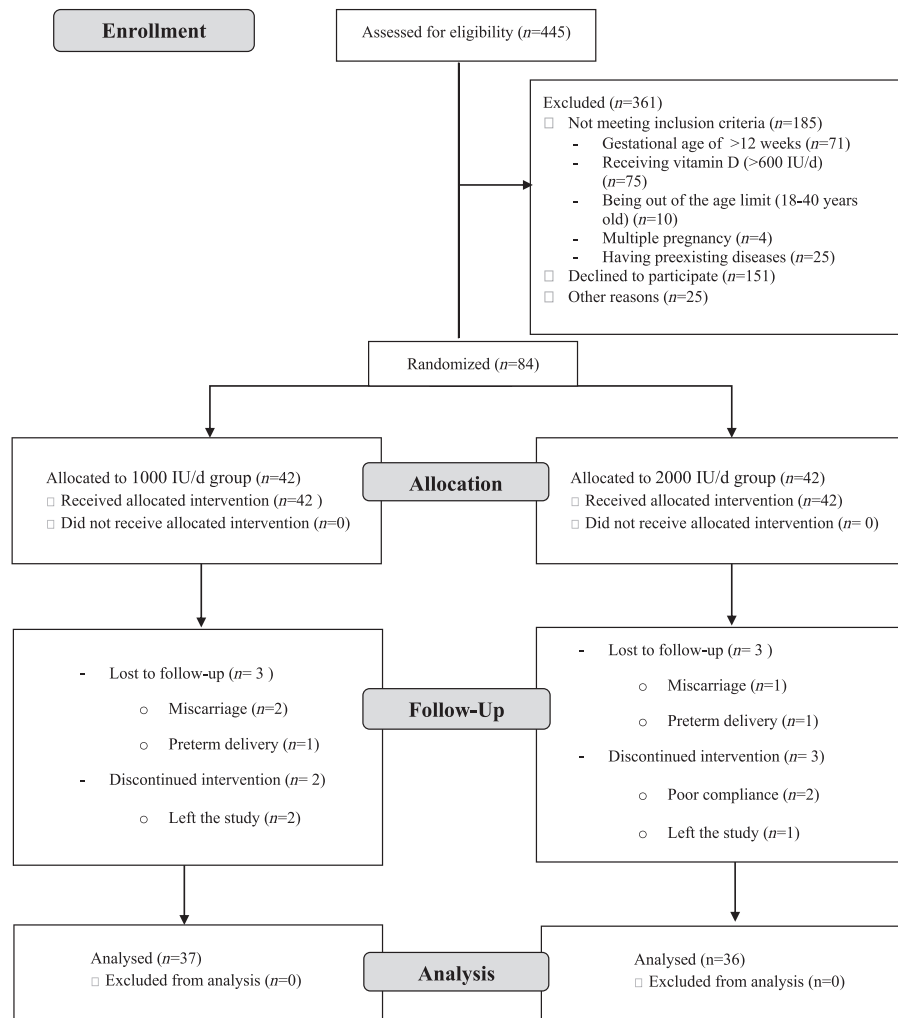 Enrollment
Assessed for eligibility (n=445)
Excluded (n=361)
□ Not meeting inclusion criteria (n=185)
- Gestational age of >12 weeks (n=71)
- Receiving vitamin D (>600 IU/d)
(n=75)
- Being out of the age limit (18-40 years
old) (n=10)
- Multiple pregnancy (n=4)
- Having preexisting diseases (n=25)
□ Declined to participate (n=151)
□ Other reasons (n=25)
Randomized (n=84)
Allocated to 1000 IU/d group (n=42)
□ Received allocated intervention (n=42 )
□ Did not receive allocated intervention (n=0)
Allocation
Allocated to 2000 IU/d group (n=42)
□ Received allocated intervention (n=42)
□ Did not receive allocated intervention (n= 0)
- Lost to follow-up (n= 3 )
o Miscarriage (n=2)
o Preterm delivery (n=1)
- Discontinued intervention (n= 2)
o Left the study (n=2)
Follow-Up
- Lost to follow-up (n= 3 )
o Miscarriage (n=1)
o Preterm delivery (n=1)
- Discontinued intervention (n= 3)
o Poor compliance (n=2)
o Left the study (n=1)
Analysed (n=37)
□ Excluded from analysis (n=0)
Analysis
Analysed (n=36)
□ Excluded from analysis (n=0)